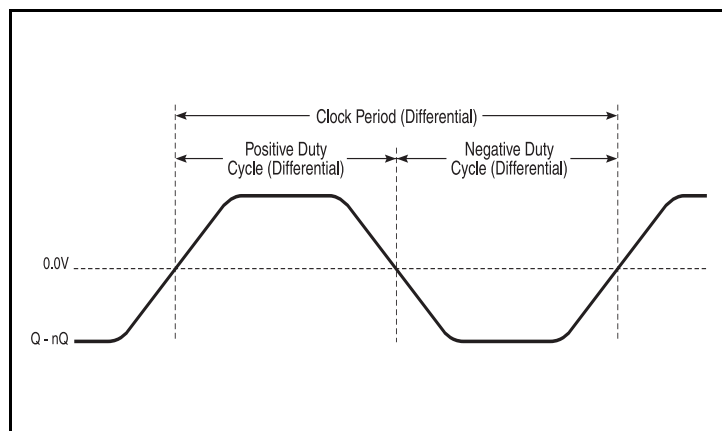 Clock Period (Differential)
Positive Duty
Cycle (Differential)
Negative Duty
Cycle (Differential)
0.0V
Q - nQ